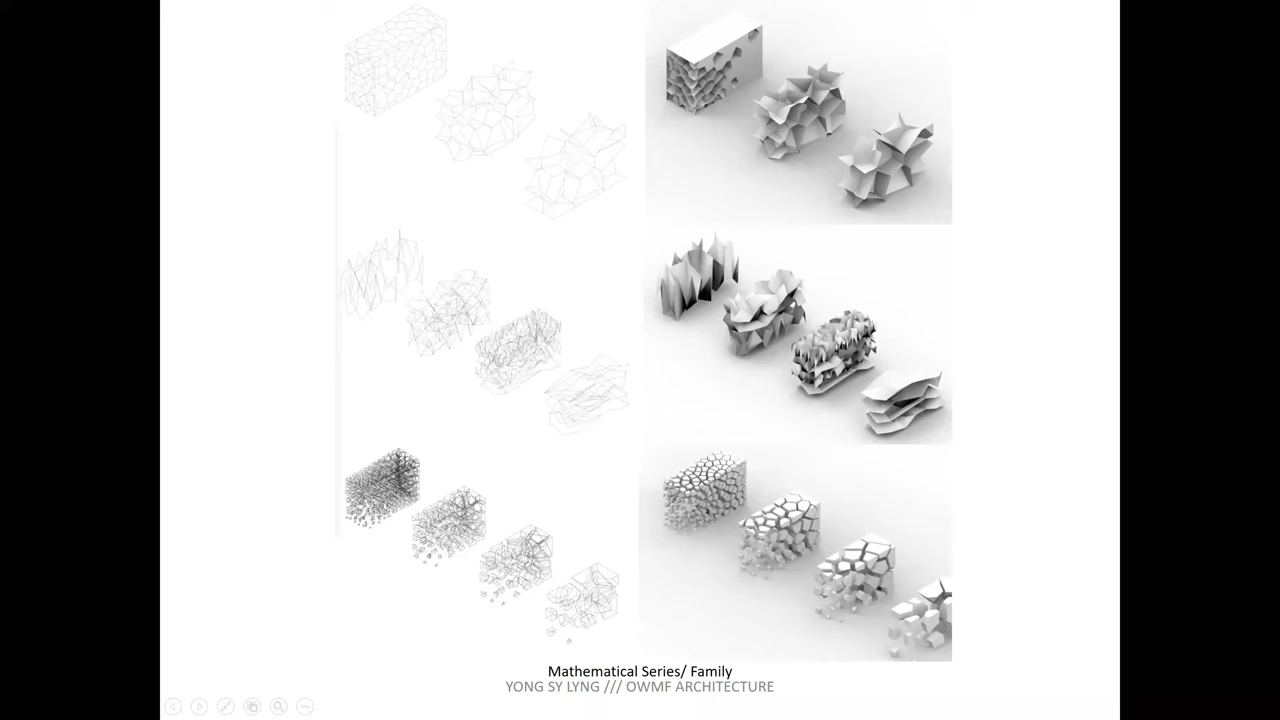 Mathematical Series/ Family
YONG SY LYNG /// OWMF ARCHITECTURE